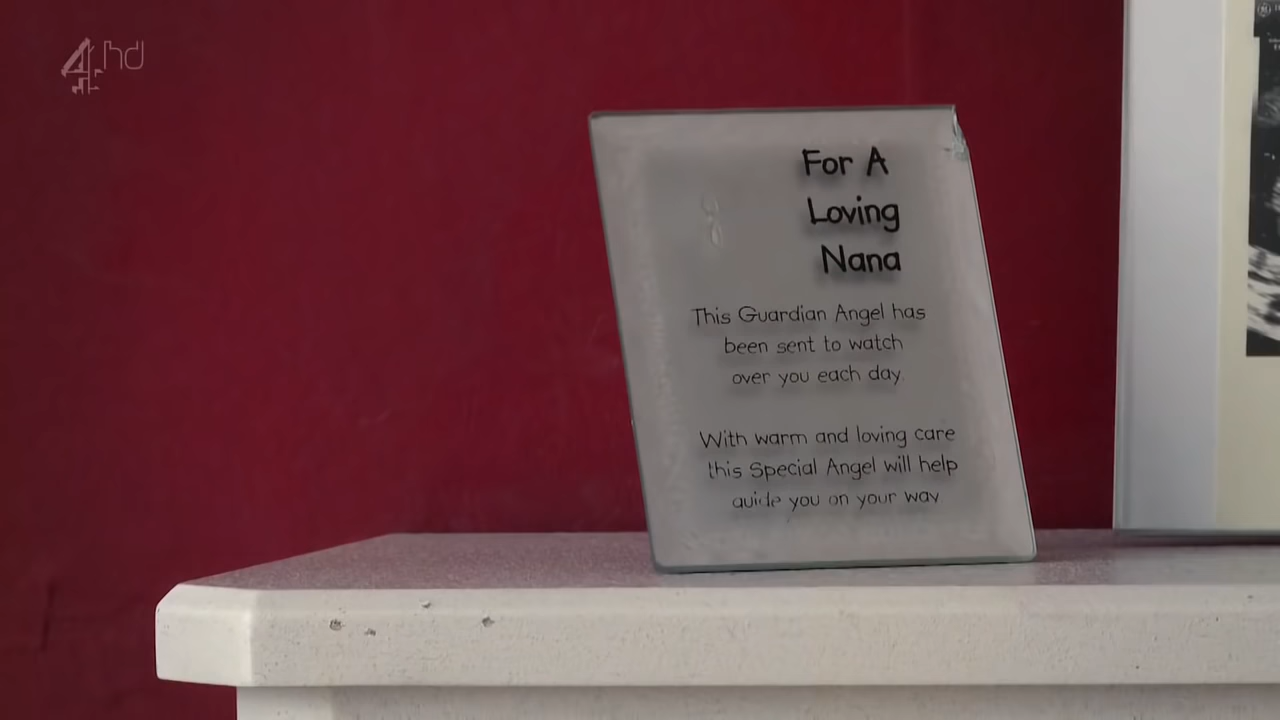 4hd
For A
Loving
Nana
This Guardian Angel has
been sent to watch
over you each day.
With warm and loving care
this Special Angel will help
guide you on your way